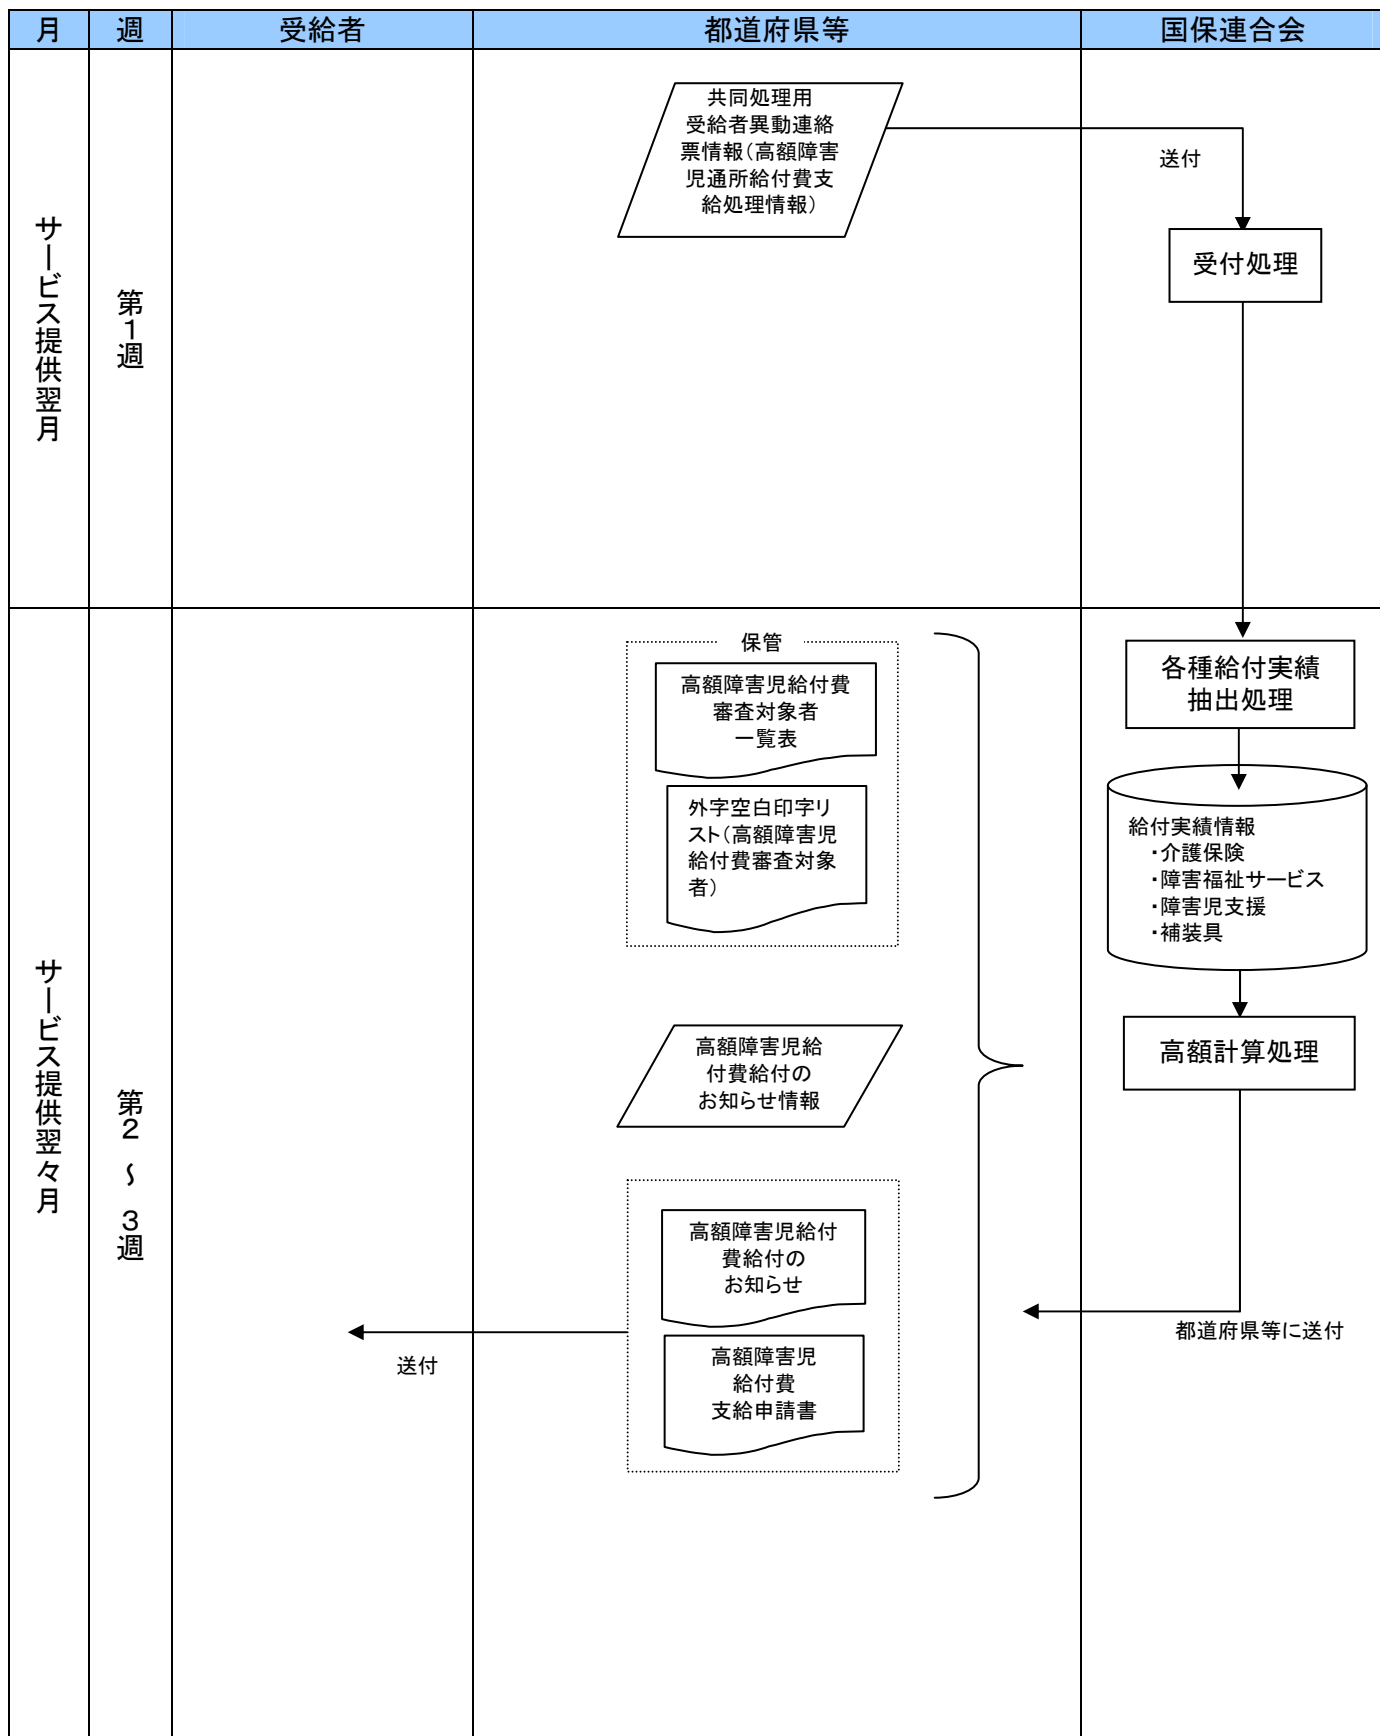 月
週
受給者
都道府県等
国保連合会
サービス提供翌月
第1週
共同処理用
受給者異動連絡
票情報(高額障害
児通所給付費支
給処理情報)
送付
受付処理
サービス提供翌々月
第2~3週
保管
高額障害児給付費
審査対象者
一覧表
外字空白印字リ
スト(高額障害児
給付費審査対象
者)
各種給付実績
抽出処理
給付実績情報
・介護保険
・障害福祉サービス
・障害児支援
・補装具
高額障害児給
付費給付の
お知らせ情報
高額計算処理
高額障害児給付
費給付の
お知らせ
都道府県等に送付
送付
高額障害児
給付費
支給申請書